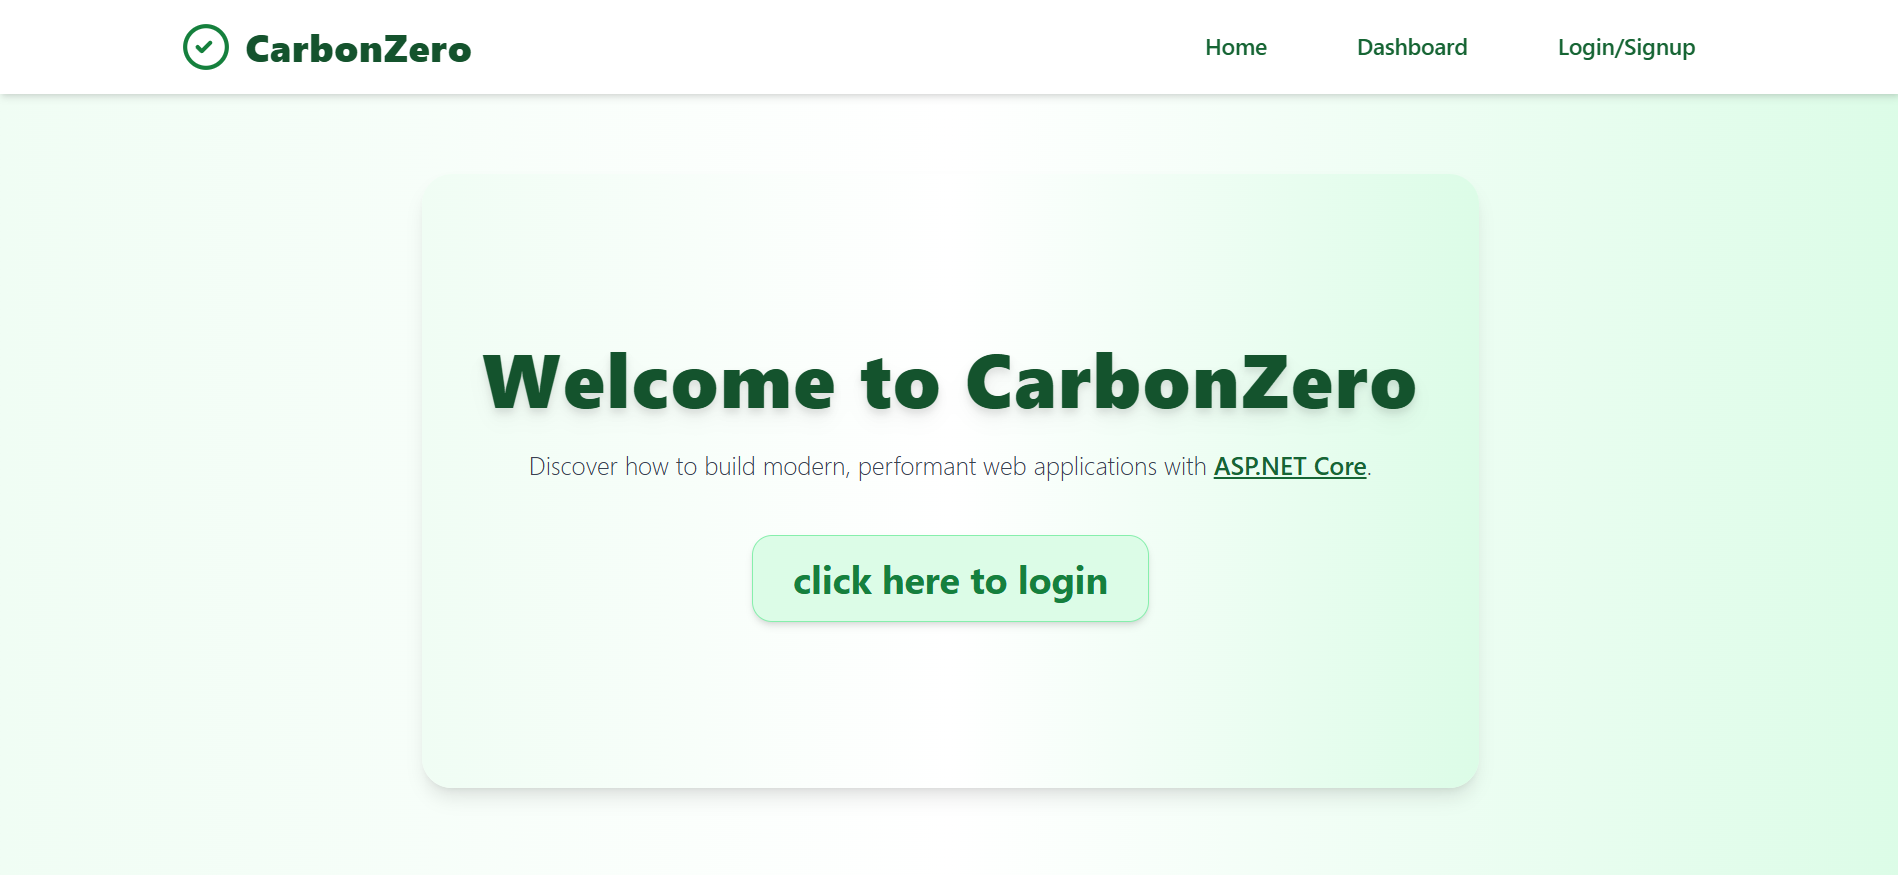 CarbonZero
Home
Dashboard
Login/Signup
Welcome to CarbonZero
Discover how to build modern, performant web applications with ASP.NET Core.
click here to login